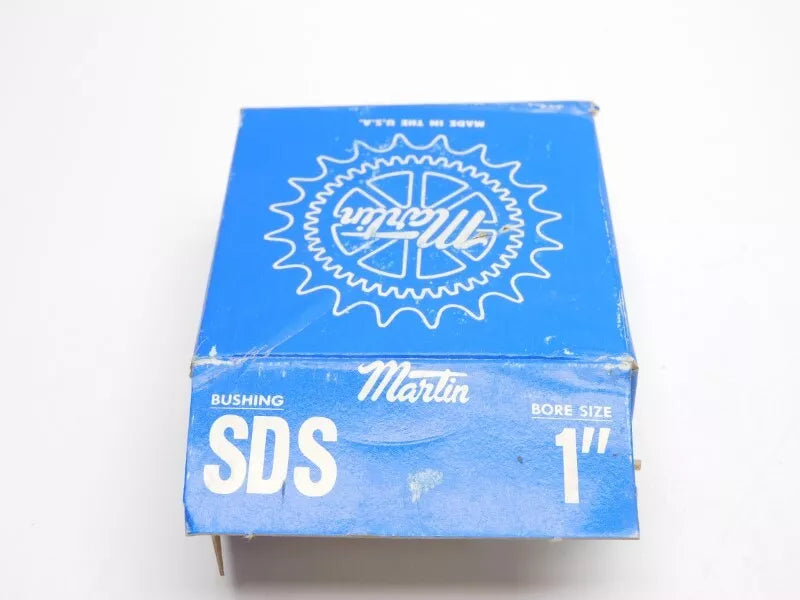 MADE IN THE U.S.A.
Martin
Martin
BUSHING
SDS
BORE SIZE
1"